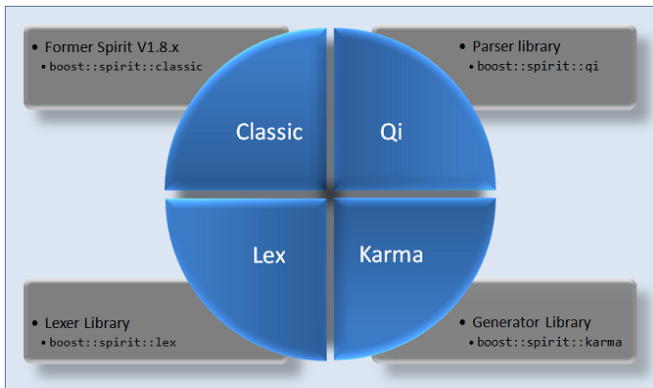 • Former Spirit V1.8.x
• boost::spirit::classic
• Parser library
• boost::spirit::qi
Classic
Qi
Lex
Karma
• Lexer Library
• boost::spirit::lex
• Generator Library
• boost::spirit::karma